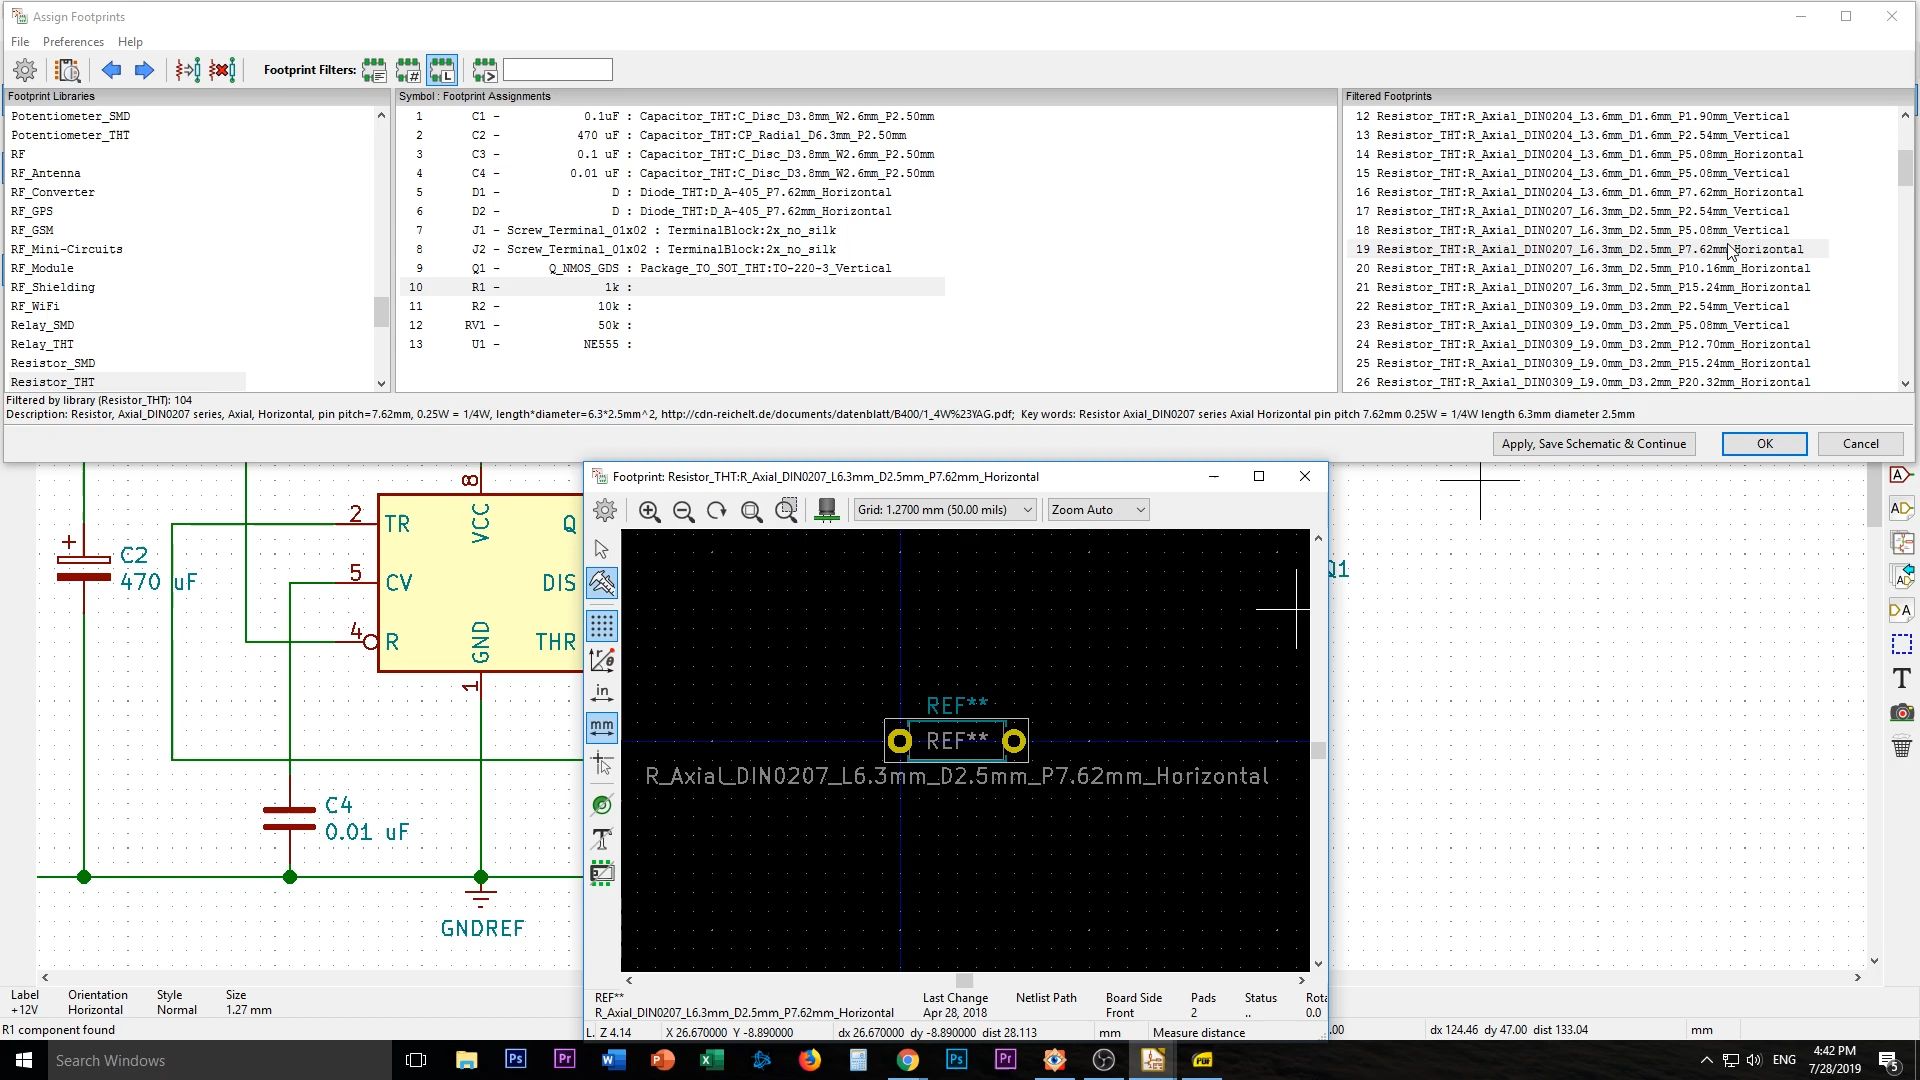 Assign Footprints
File Preferences Help
Footprint Filters:
Footprint Libraries
Potentiometer_SMD
Potentiometer_THT
RF
RF_Antenna
RF_Converter
RF_GPS
RF_GSM
RF_Mini-Circuits
RF_Module
RF_Shielding
RF_WiFi
Relay_SMD
Relay_THT
Resistor_SMD
Resistor_THT
Symbol : Footprint Assignments
1 C1 - 0.1uF : Capacitor_THT:C_Disc_D3.8mm_W2.6mm_P2.50mm
2 C2 - 470 uF : Capacitor_THT:CP_Radial_D6.3mm_P2.50mm
3 C3 - 0.1 uF : Capacitor_THT:C_Disc_D3.8mm_W2.6mm_P2.50mm
4 C4 - 0.01 uF : Capacitor_THT:C_Disc_D3.8mm_W2.6mm_P2.50mm
5 D1 - D : Diode_THT:D_A-405_P7.62mm_Horizontal
6 D2 - D : Diode_THT:D_A-405_P7.62mm_Horizontal
7 J1 - Screw_Terminal_01x02 : TerminalBlock:2x_no_silk
8 J2 - Screw_Terminal_01x02 : TerminalBlock:2x_no_silk
9 Q1 - Q_NMOS_GDS : Package_TO_SOT_THT:TO-220-3_Vertical
10 R1 - 1k :
11 R2 - 10k :
12 RV1 - 50k :
13 U1 - NE555 :
Filtered Footprints
12 Resistor_THT:R_Axial_DIN0204_L3.6mm_D1.6mm_P1.90mm_Vertical
13 Resistor_THT:R_Axial_DIN0204_L3.6mm_D1.6mm_P2.54mm_Vertical
14 Resistor_THT:R_Axial_DIN0204_L3.6mm_D1.6mm_P5.08mm_Horizontal
15 Resistor_THT:R_Axial_DIN0204_L3.6mm_D1.6mm_P5.08mm_Vertical
16 Resistor_THT:R_Axial_DIN0204_L3.6mm_D1.6mm_P7.62mm_Horizontal
17 Resistor_THT:R_Axial_DIN0207_L6.3mm_D2.5mm_P2.54mm_Vertical
18 Resistor_THT:R_Axial_DIN0207_L6.3mm_D2.5mm_P5.08mm_Vertical
19 Resistor_THT:R_Axial_DIN0207_L6.3mm_D2.5mm_P7.62mm_Horizontal
20 Resistor_THT:R_Axial_DIN0207_L6.3mm_D2.5mm_P10.16mm_Horizontal
21 Resistor_THT:R_Axial_DIN0207_L6.3mm_D2.5mm_P15.24mm_Horizontal
22 Resistor_THT:R_Axial_DIN0309_L9.0mm_D3.2mm_P2.54mm_Vertical
23 Resistor_THT:R_Axial_DIN0309_L9.0mm_D3.2mm_P5.08mm_Vertical
24 Resistor_THT:R_Axial_DIN0309_L9.0mm_D3.2mm_P12.70mm_Horizontal
25 Resistor_THT:R_Axial_DIN0309_L9.0mm_D3.2mm_P15.24mm_Horizontal
26 Resistor_THT:R_Axial_DIN0309_L9.0mm_D3.2mm_P20.32mm_Horizontal
Filtered by library (Resistor_THT): 104
Description: Resistor, Axial_DIN0207 series, Axial, Horizontal, pin pitch=7.62mm, 0.25W = 1/4W, length*diameter=6.3*2.5mm^2, http://cdn-reichelt.de/documents/datenblatt/B400/1_4W%23YAG.pdf; Key words: Resistor Axial_DIN0207 series Axial Horizontal pin pitch 7.62mm 0.25W = 1/4W length 6.3mm diameter 2.5mm
Apply, Save Schematic & Continue OK Cancel
+ C2
470 uF
8
2 TR VCC Q
5 CV DIS
4 R GND THR
1
C4
0.01 uF
GNDREF
Q1
Footprint: Resistor_THT:R_Axial_DIN0207_L6.3mm_D2.5mm_P7.62mm_Horizontal
Grid: 1.2700 mm (50.00 mils) Zoom Auto
in
mm
REF**
REF**
R_Axial_DIN0207_L6.3mm_D2.5mm_P7.62mm_Horizontal
REF** Last Change Netlist Path Board Side Pads Status Rota
R_Axial_DIN0207_L6.3mm_D2.5mm_P7.62mm_Horizontal Apr 28, 2018 Front 2 .. 0.0
L. Z 4.14 X 26.670000 Y -8.890000 dx 26.670000 dy -8.890000 dist 28.113 mm Measure distance
Label Orientation Style Size
+12V Horizontal Normal 1.27 mm
R1 component found
.00 dx 124.46 dy 47.00 dist 133.04 mm
Search Windows
ENG
4:42 PM
7/28/2019
5